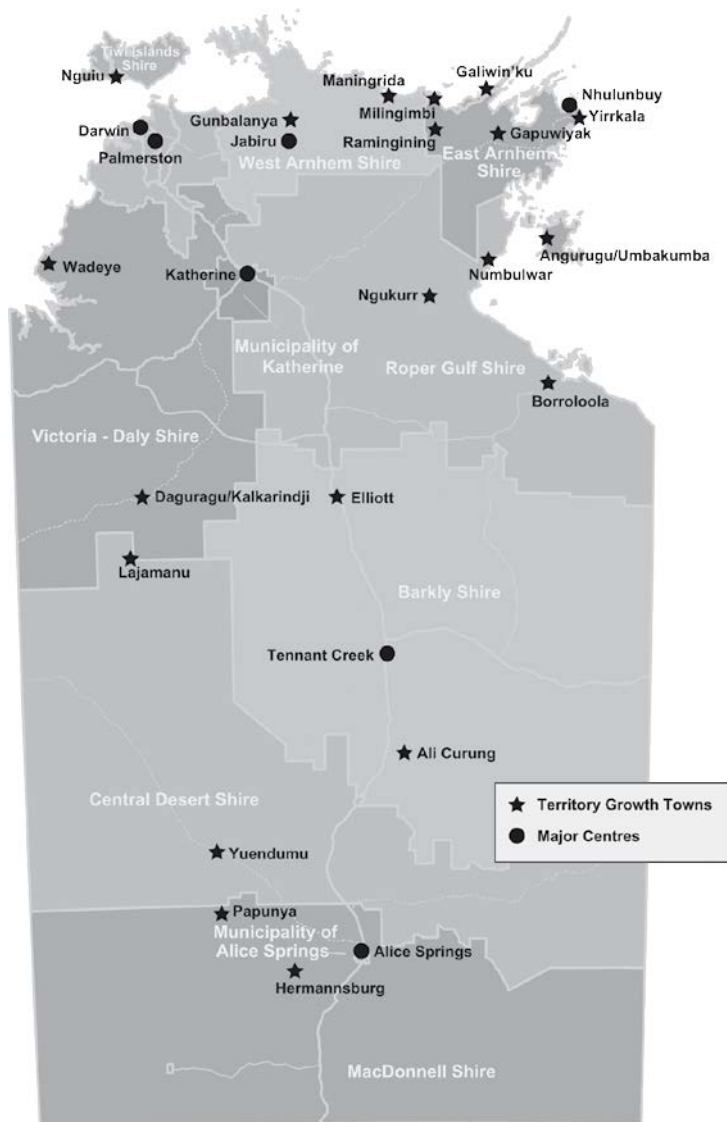 Tiwi Islands
Shire
Nguiu
Maningrida
Galiwin'ku
Nhulunbuy
Milingimbi
Yirrkala
Darwin
Gunbalanya
Ramingining
Gapuwiyak
Palmerston
Jabiru
West Arnhem Shire
East Arnhem
Shire
Wadeye
Katherine
Numbulwar
Angurugu/Umbakumba
Ngukurr
Municipality of
Katherine
Roper Gulf Shire
Borroloola
Victoria - Daly Shire
Daguragu/Kalkarindji
Elliott
Lajamanu
Barkly Shire
Tennant Creek
Ali Curung
Central Desert Shire
Territory Growth Towns
Major Centres
Yuendumu
Papunya
Municipality of
Alice Springs
Alice Springs
Hermannsburg
MacDonnell Shire